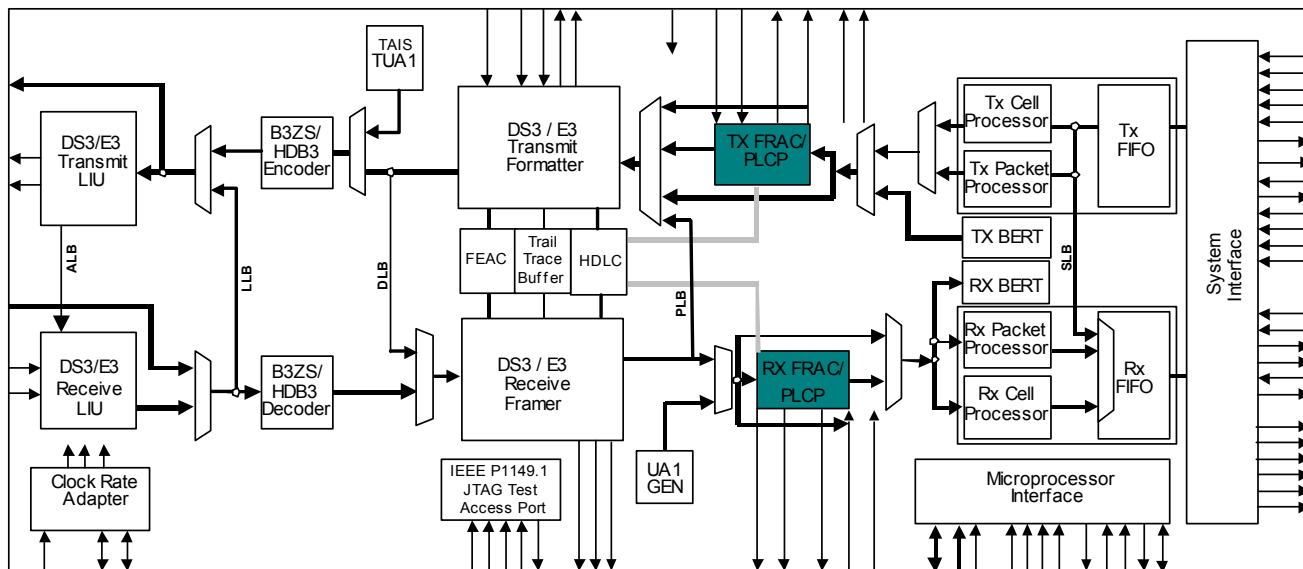 TAIS
TUA1
DS3/E3
Transmit
LIU
B3ZS/
HDB3
Encoder
DS3 / E3
Transmit
Formatter
TX FRAC/
PLCP
Tx Cell
Processor
Tx Packet
Processor
Tx
FIFO
TX BERT
RX BERT
ALB
LLB
DLB
PLB
SLB
FEAC
Trail
Trace
Buffer
HDLC
System
Interface
DS3/E3
Receive
LIU
B3ZS/
HDB3
Decoder
DS3 / E3
Receive
Framer
RX FRAC/
PLCP
Rx Packet
Processor
Rx Cell
Processor
Rx
FIFO
Clock Rate
Adapter
IEEE P1149.1
JTAG Test
Access Port
UA1
GEN
Microprocessor
Interface